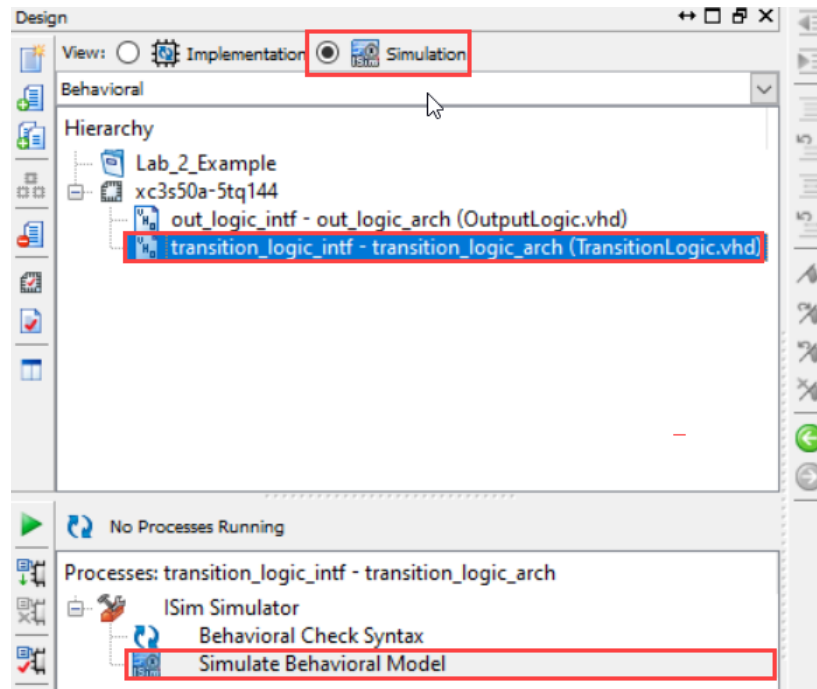 Design
View: Implementation Simulation
Behavioral
Hierarchy
Lab_2_Example
xc3s50a-5tq144
out_logic_intf - out_logic_arch (OutputLogic.vhd)
transition_logic_intf - transition_logic_arch (TransitionLogic.vhd)
No Processes Running
Processes: transition_logic_intf - transition_logic_arch
ISim Simulator
Behavioral Check Syntax
Simulate Behavioral Model